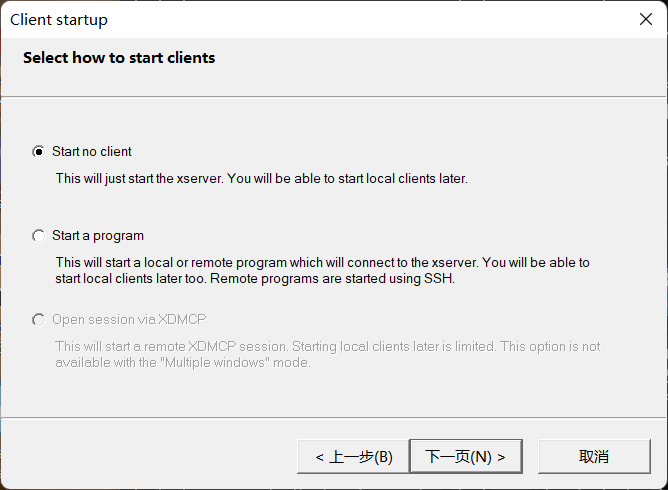 Client startup
Select how to start clients
Start no client
This will just start the xserver. You will be able to start local clients later.
Start a program
This will start a local or remote program which will connect to the xserver. You will be able to
start local clients later too. Remote programs are started using SSH.
Open session via XDMCP
This will start a remote XDMCP session. Starting local clients later is limited. This option is not
available with the "Multiple windows" mode.
< 上一步(B)
下一页(N) >
取消